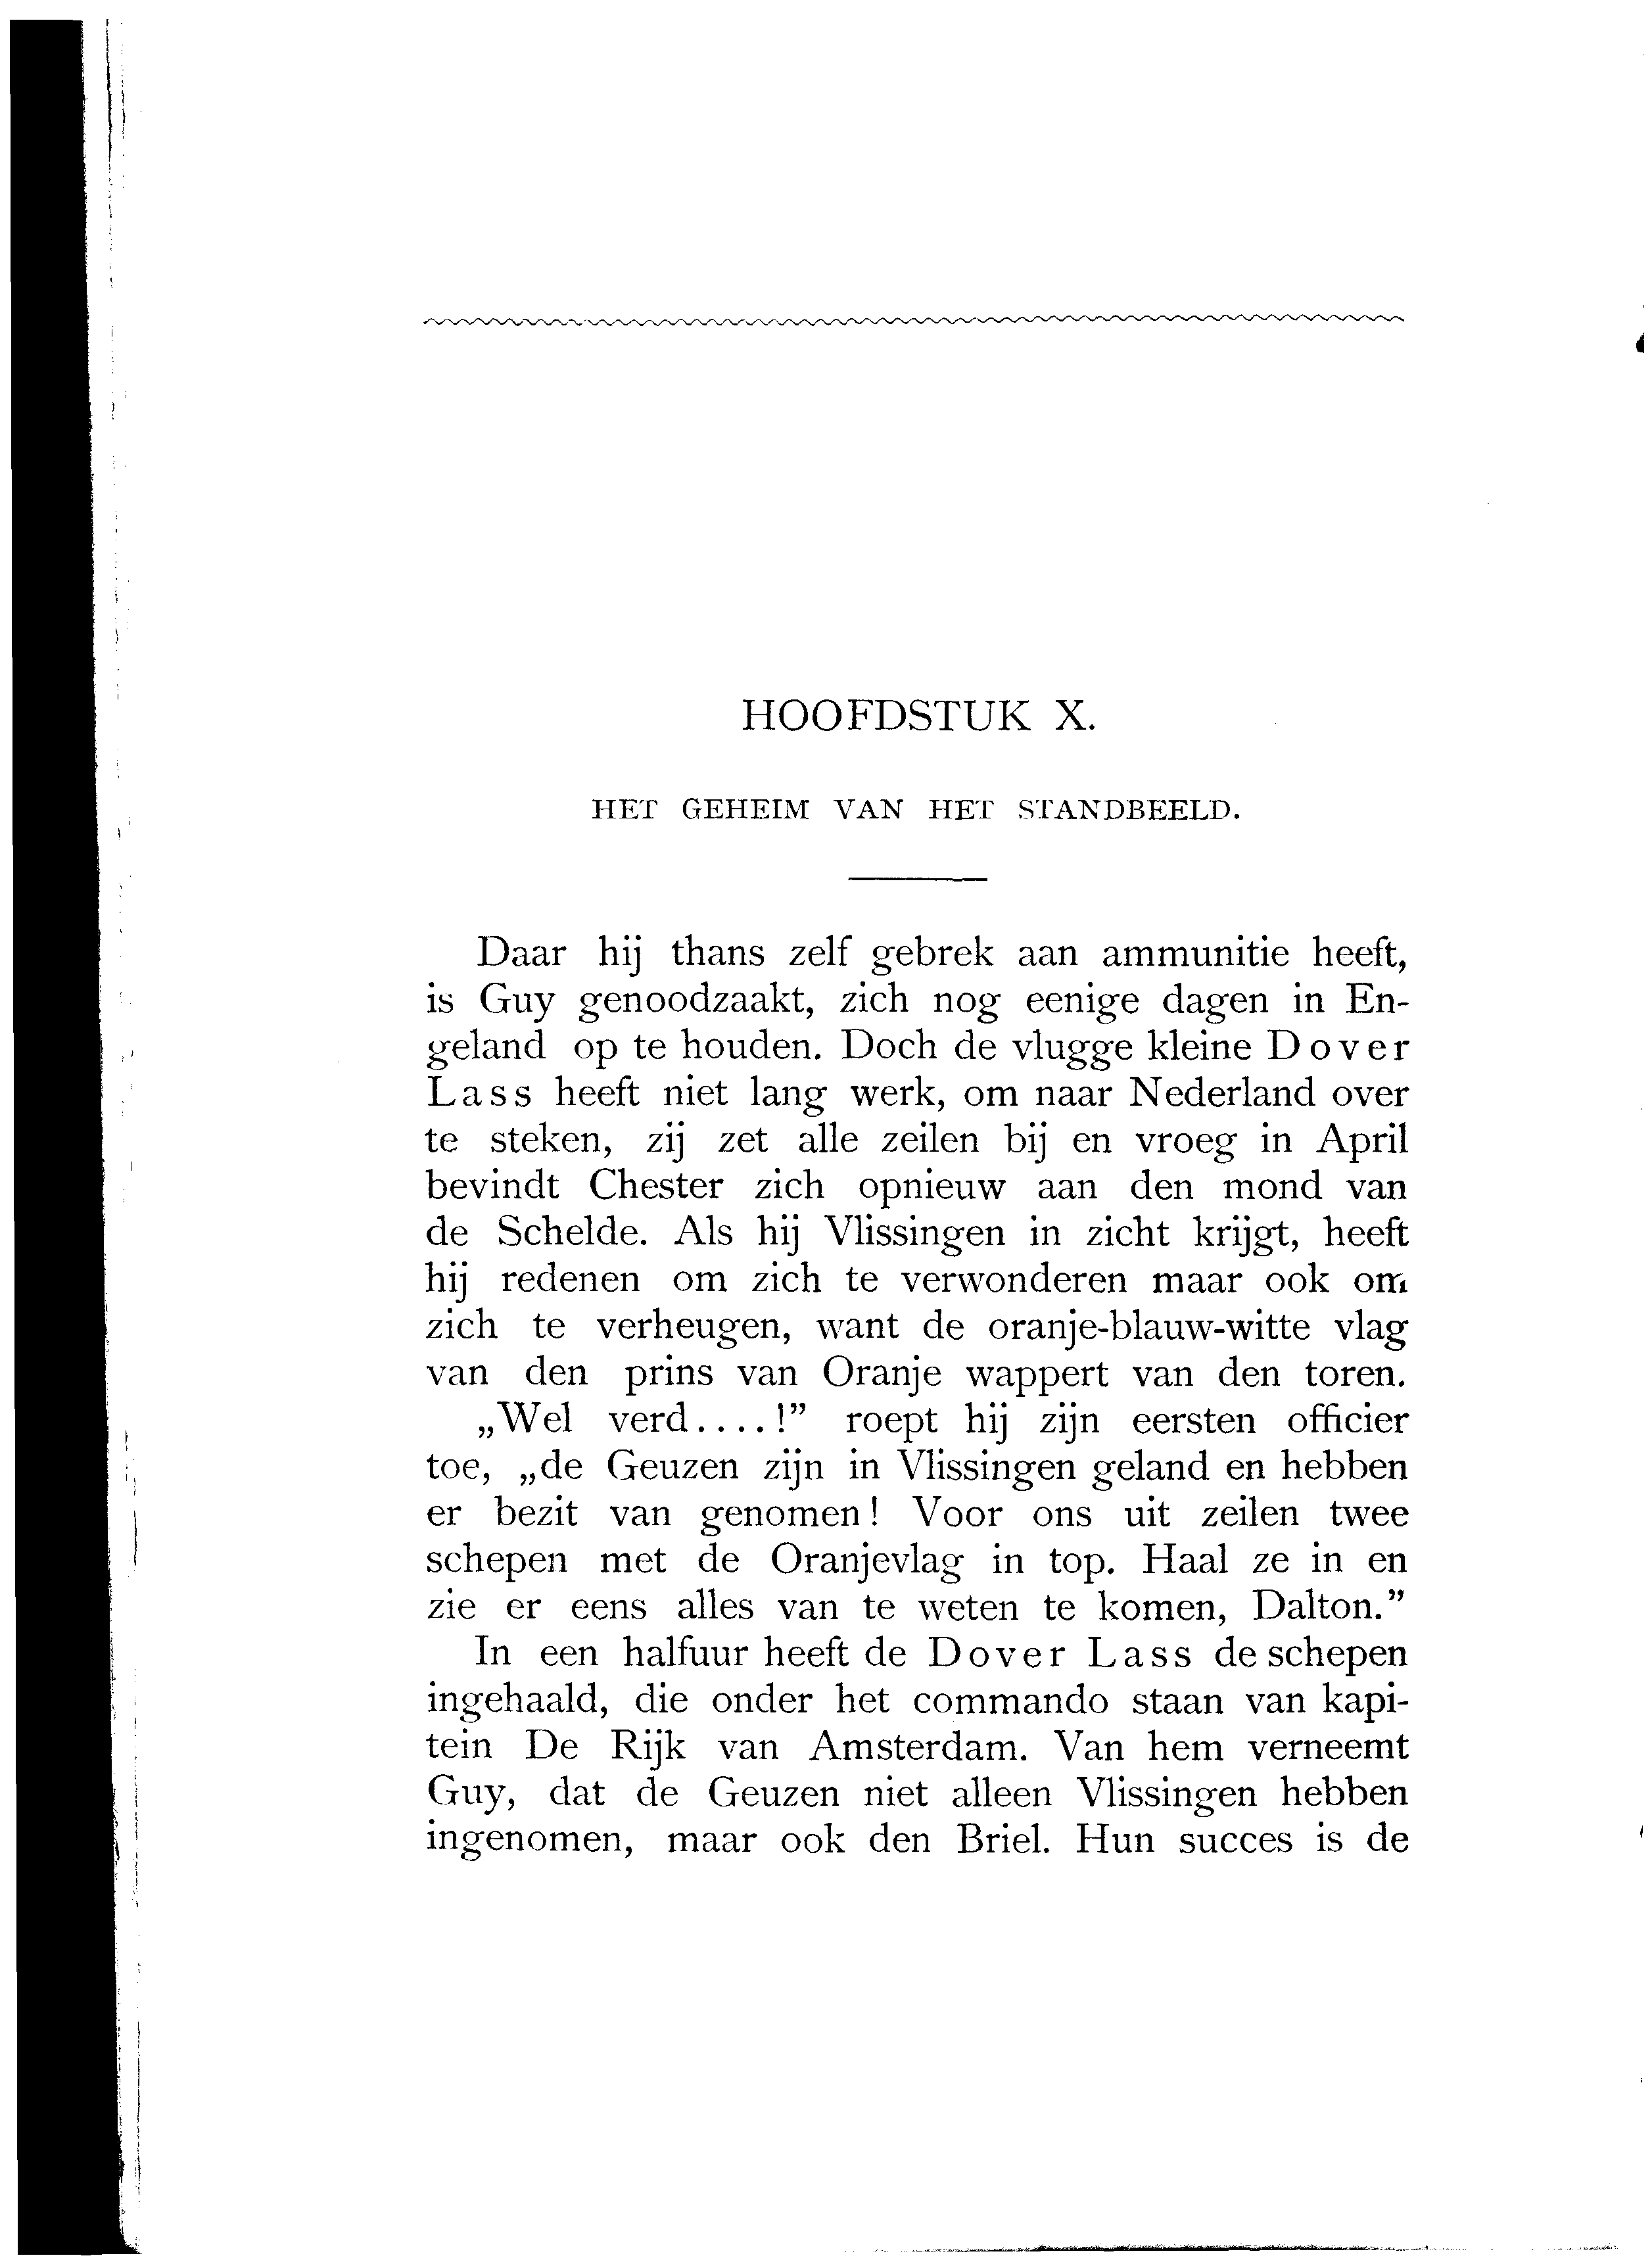 HOOFDSTUK X.
HET GEHEIM VAN HET STANDBEELD.
Daar hij thans zelf gebrek aan ammunitie heeft,
is Guy genoodzaakt, zich nog eenige dagen in En-
geland op te houden. Doch de vlugge kleine Dover
Lass heeft niet lang werk, om naar Nederland over
te steken, zij zet alle zeilen bij en vroeg in April
bevindt Chester zich opnieuw aan den mond van
de Schelde. Als hij Vlissingen in zicht krijgt, heeft
hij redenen om zich te verwonderen maar ook om
zich te verheugen, want de oranje-blauw-witte vlag
van den prins van Oranje wappert van den toren.
„Wel verd....!” roept hij zijn eersten officier
toe, „de Geuzen zijn in Vlissingen geland en hebben
er bezit van genomen! Voor ons uit zeilen twee
schepen met de Oranjevlag in top. Haal ze in en
zie er eens alles van te weten te komen, Dalton.”
In een halfuur heeft de Dover Lass de schepen
ingehaald, die onder het commando staan van kapi-
tein De Rijk van Amsterdam. Van hem verneemt
Guy, dat de Geuzen niet alleen Vlissingen hebben
ingenomen, maar ook den Briel. Hun succes is de